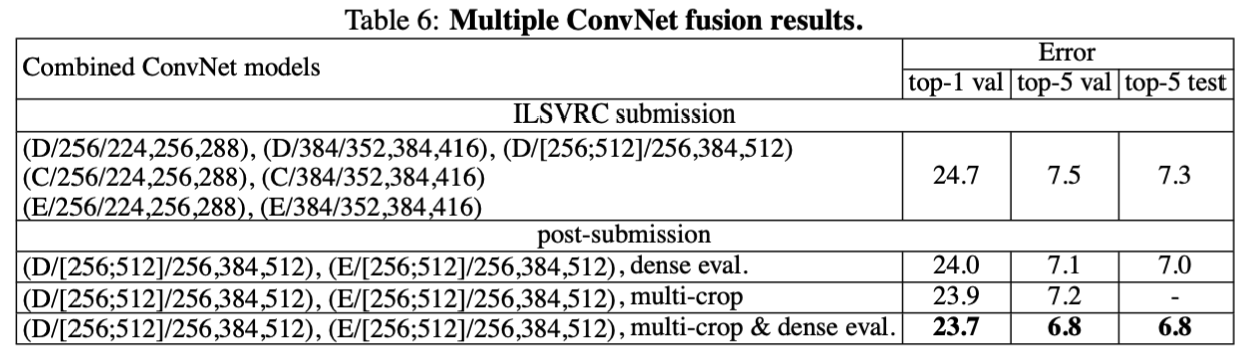 Table 6: Multiple ConvNet fusion results.
Combined ConvNet models
Error
top-1 val top-5 val top-5 test
ILSVRC submission
(D/256/224,256,288), (D/384/352,384,416), (D/[256;512]/256,384,512)
(C/256/224,256,288), (C/384/352,384,416)
(E/256/224,256,288), (E/384/352,384,416)
24.7 7.5 7.3
post-submission
(D/[256;512]/256,384,512), (E/[256;512]/256,384,512), dense eval. 24.0 7.1 7.0
(D/[256;512]/256,384,512), (E/[256;512]/256,384,512), multi-crop 23.9 7.2 -
(D/[256;512]/256,384,512), (E/[256;512]/256,384,512), multi-crop & dense eval. 23.7 6.8 6.8